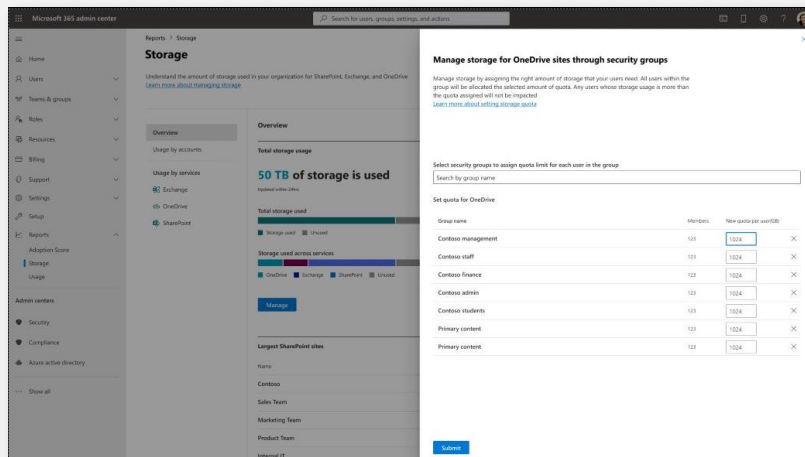 Microsoft 365 admin center
Search for users, groups, settings, and actions
Home
Users
Teams & groups
Roles
Resources
Billing
Support
Settings
Setup
Reports
Adoption Score
Storage
Usage
Admin centers
Security
Compliance
Azure active directory
Show all
Reports > Storage
Storage
Understand the amount of storage used in your organization for SharePoint, Exchange, and OneDrive
Learn more about managing storage
Overview
Usage by accounts
Usage by services
Exchange
OneDrive
SharePoint
Overview
Total storage usage
50 TB of storage is used
Updated within 24hrs
Total storage used
Storage used Unused
Storage used across services
OneDrive Exchange SharePoint Unused
Manage
Largest SharePoint sites
Name
Contoso
Sales Team
Marketing Team
Product Team
Internal IT
Manage storage for OneDrive sites through security groups
Manage storage by assigning the right amount of storage that your users need. All users within the
group will be allocated the selected amount of quota. Any users whose storage usage is more than
the quota assigned will not be impacted
Learn more about setting storage quota
Select security groups to assign quota limit for each user in the group
Search by group name
Set quota for OneDrive
Group name Members New quota per user(GB)
Contoso management 123 1024
Contoso staff 123 1024
Contoso finance 123 1024
Contoso admin 123 1024
Contoso students 123 1024
Primary content 123 1024
Primary content 123 1024
Submit